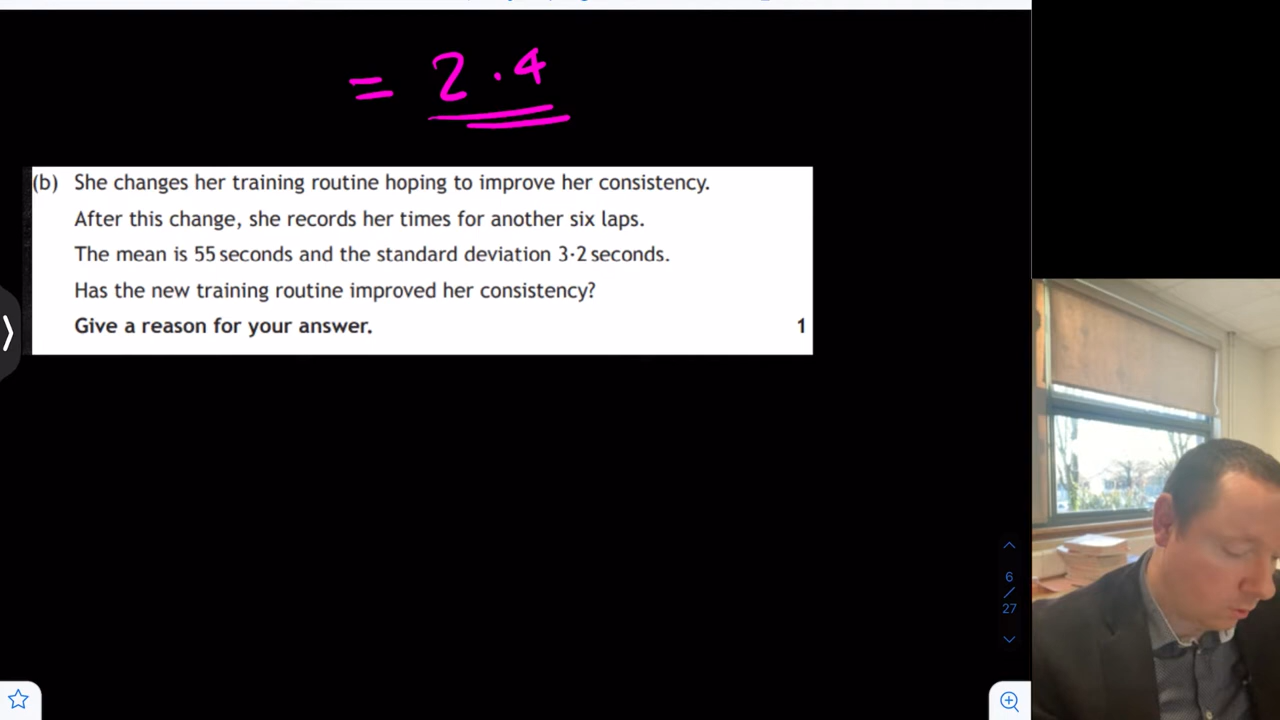 = 2·4
(b) She changes her training routine hoping to improve her consistency.
After this change, she records her times for another six laps.
The mean is 55 seconds and the standard deviation 3·2 seconds.
Has the new training routine improved her consistency?
Give a reason for your answer. 1
6
/
27